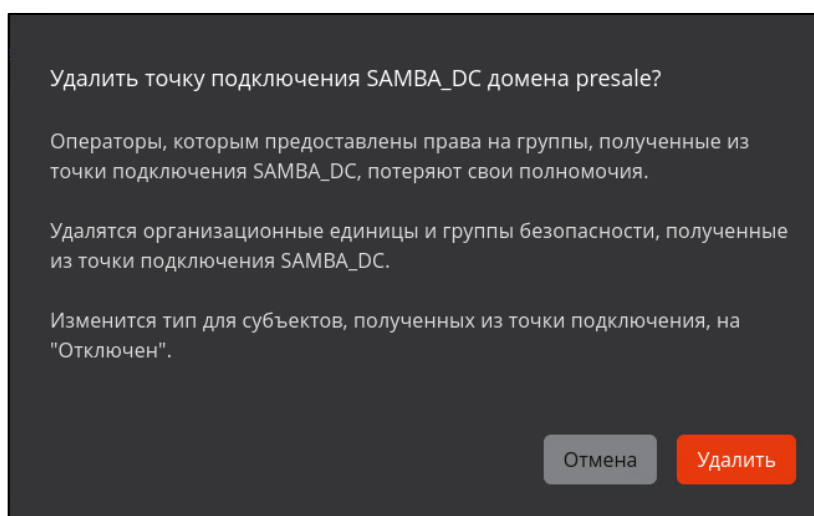 Удалить точку подключения SAMBA_DC домена presale?
Операторы, которым предоставлены права на группы, полученные из
точки подключения SAMBA_DC, потеряют свои полномочия.
Удалятся организационные единицы и группы безопасности, полученные
из точки подключения SAMBA_DC.
Изменится тип для субъектов, полученных из точки подключения, на
"Отключен".
Отмена
Удалить